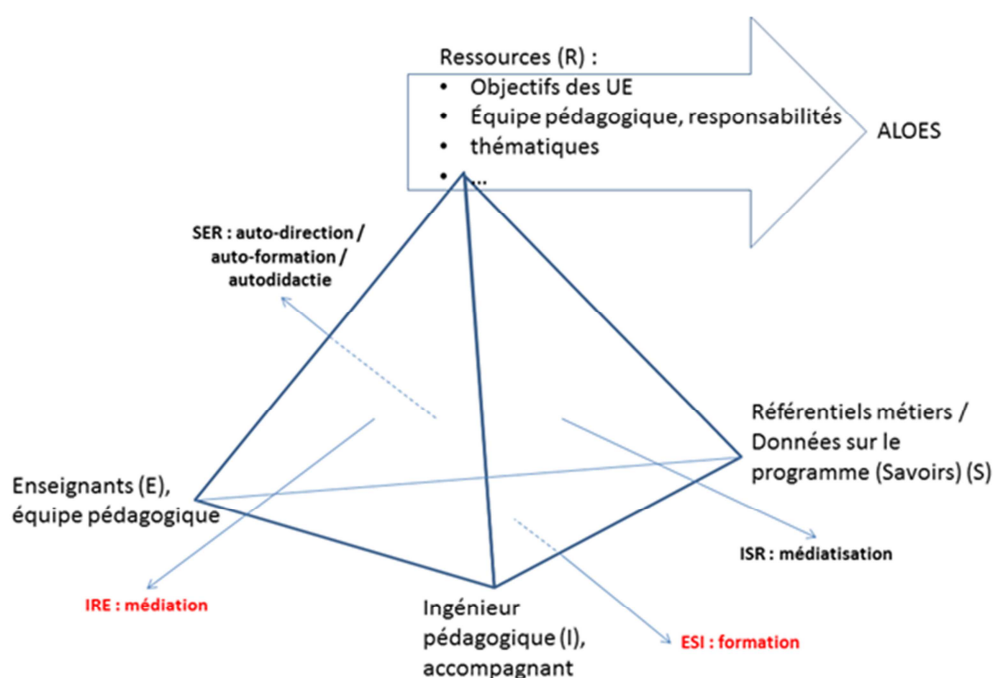 Ressources (R) :
• Objectifs des UE
• Équipe pédagogique, responsabilités
• thématiques
• ...
ALOES
SER : auto-direction /
auto-formation /
autodidactie
Référentiels métiers /
Données sur le
programme (Savoirs) (S)
Enseignants (E),
équipe pédagogique
ISR : médiatisation
IRE : médiation
Ingénieur
pédagogique (I),
accompagnant
ESI : formation